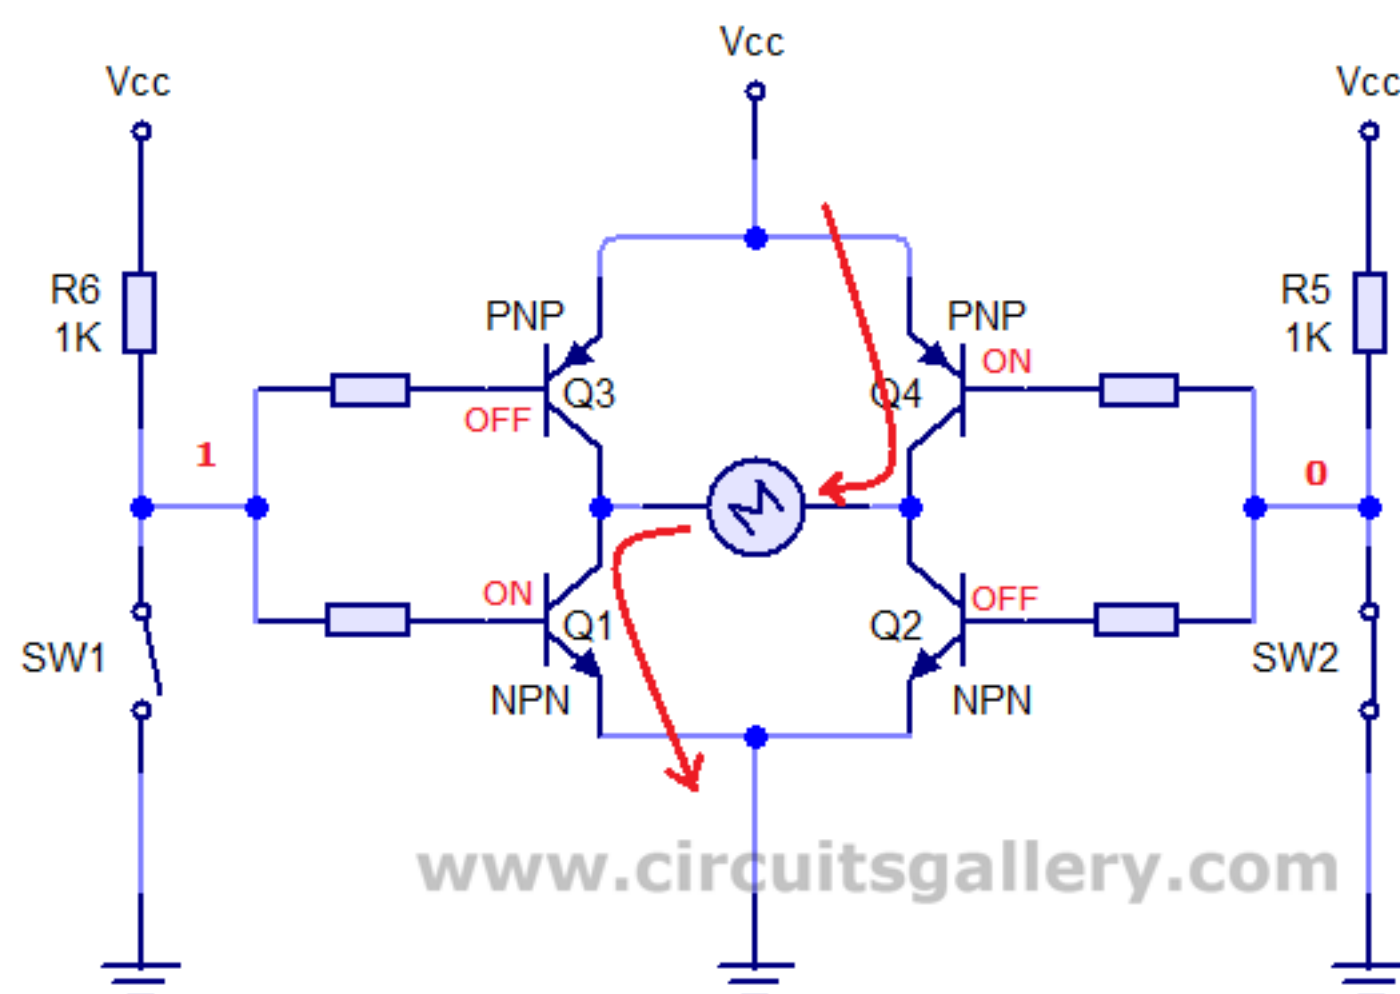 Vcc
Vcc
Vcc
R6
1K
R5
1K
PNP
PNP
ON
Q3
Q4
OFF
1
0
ON
OFF
Q1
Q2
SW1
SW2
NPN
NPN
www.circuitsgallery.com